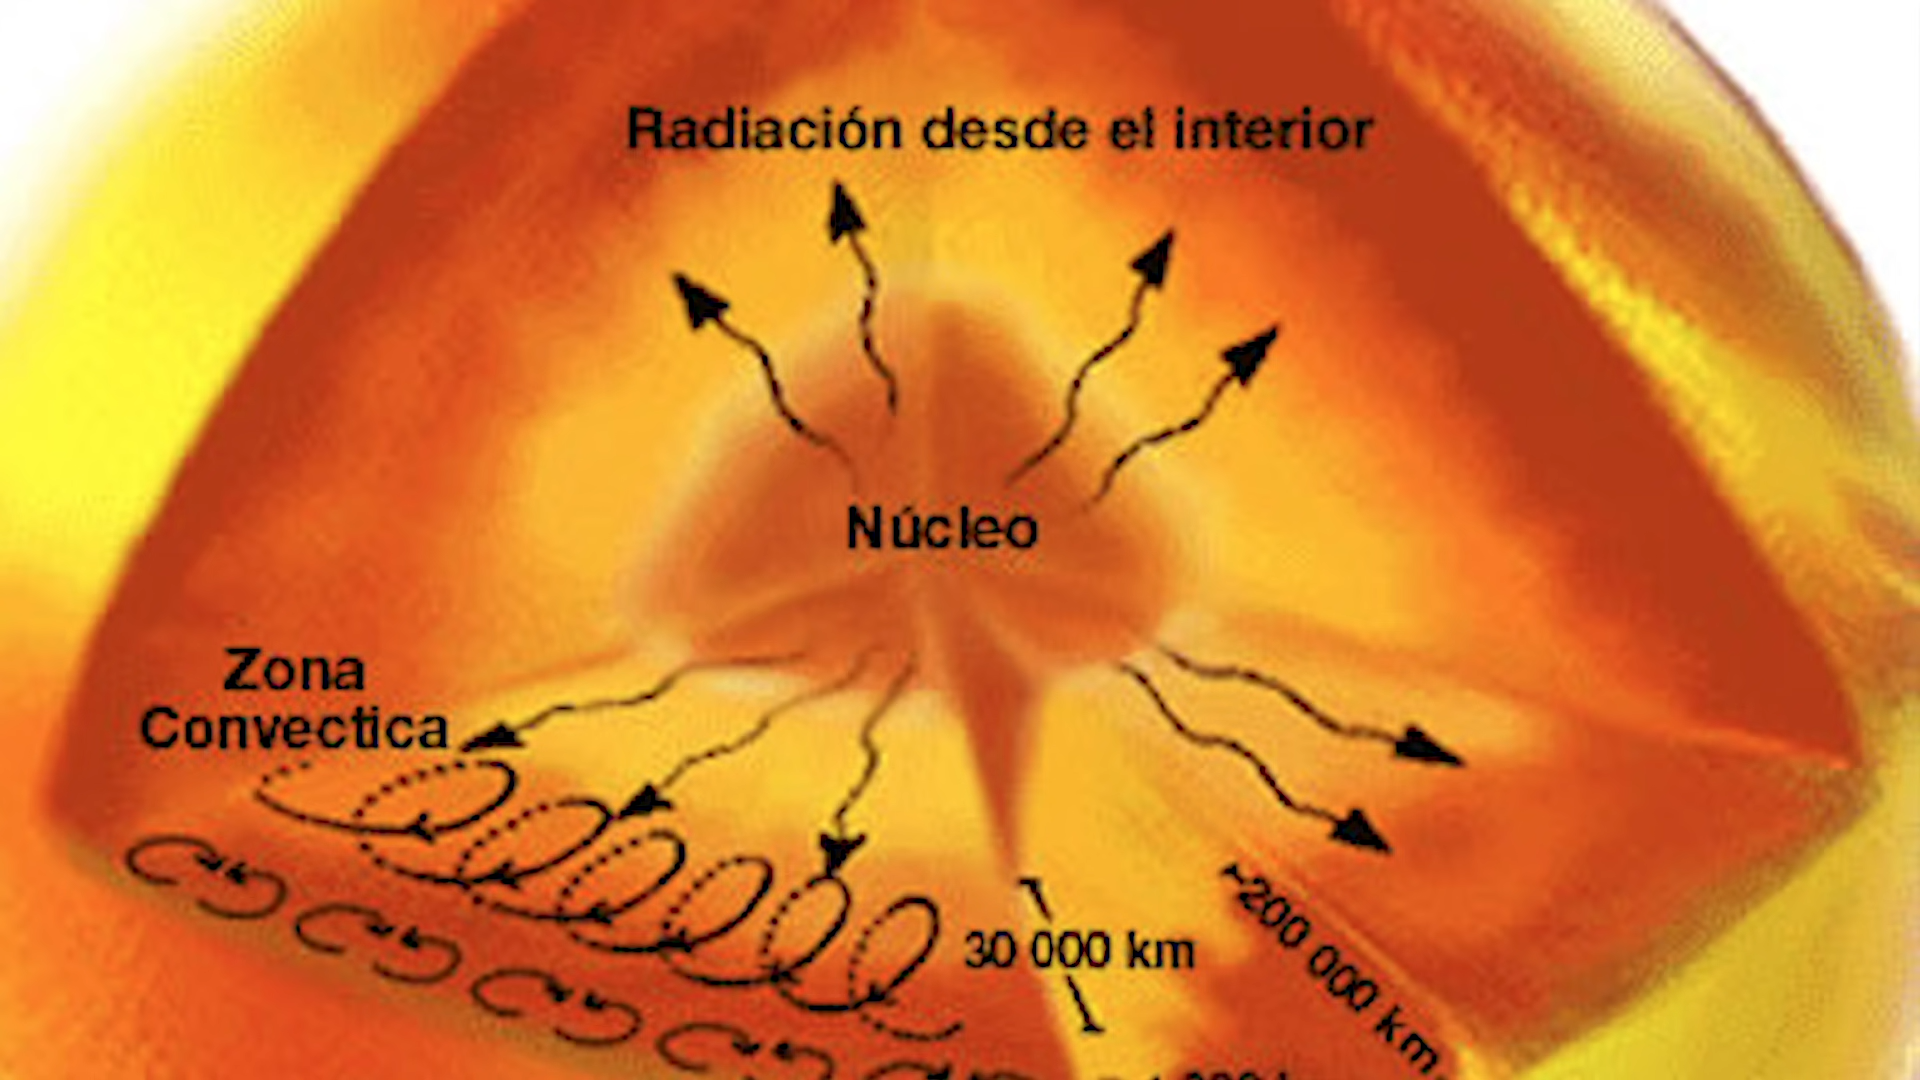 Radiación desde el interior
Núcleo
Zona
Convectica
30 000 km
~200 000 km